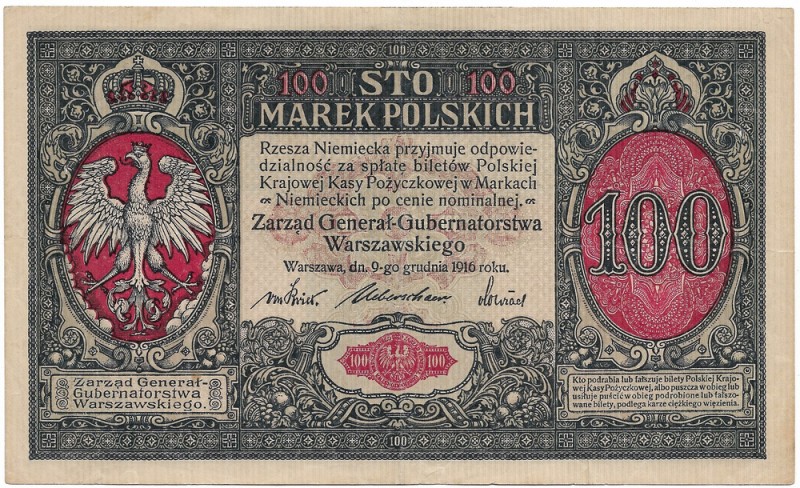 100
100 STO 100
MAREK POLSKICH
Rzesza Niemiecka przyjmuje odpowie-
dzialność za spłatę biletów Polskiej
Krajowej Kasy Pożyczkowej w Markach
Niemieckich po cenie nominalnej.
Zarząd Generał-Gubernatorstwa
Warszawskiego
Warszawa, dn. 9-go grudnia 1916 roku.
100
100 100
Zarząd Generał-
Gubernatorstwa
Warszawskiego.
Kto podrabia lub fałszuje bilety Polskiej Krajo-
wej Kasy Pożyczkowej, albo puszcza w obieg lub
usiłuje puścić w obieg podrobione lub fałszo-
wane bilety, podlega karze ciężkiego więzienia.
100